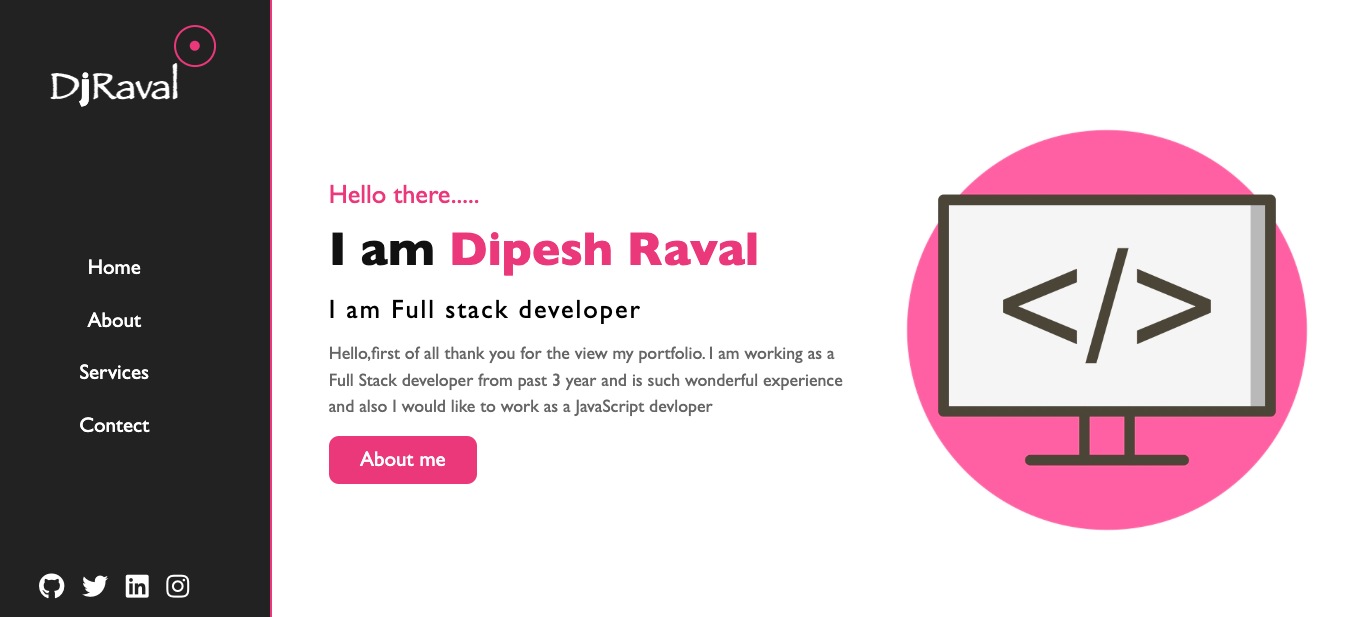 DjRaval
Home
About
Services
Contect
Hello there.....
I am Dipesh Raval
I am Full stack developer
Hello,first of all thank you for the view my portfolio. I am working as a
Full Stack developer from past 3 year and is such wonderful experience
and also I would like to work as a JavaScript devloper
About me
</>
in